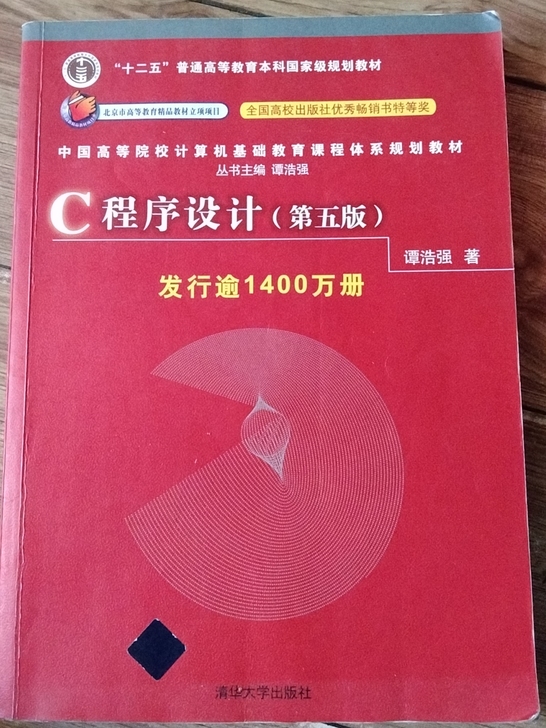 “十二五”普通高等教育本科国家级规划教材
十二五
北京市高等教育精品教材立项项目
全国高校出版社优秀畅销书特等奖
中国高等院校计算机基础教育课程体系规划教材
丛书主编 谭浩强
C程序设计(第五版)
谭浩强 著
发行逾1400万册
清华大学出版社